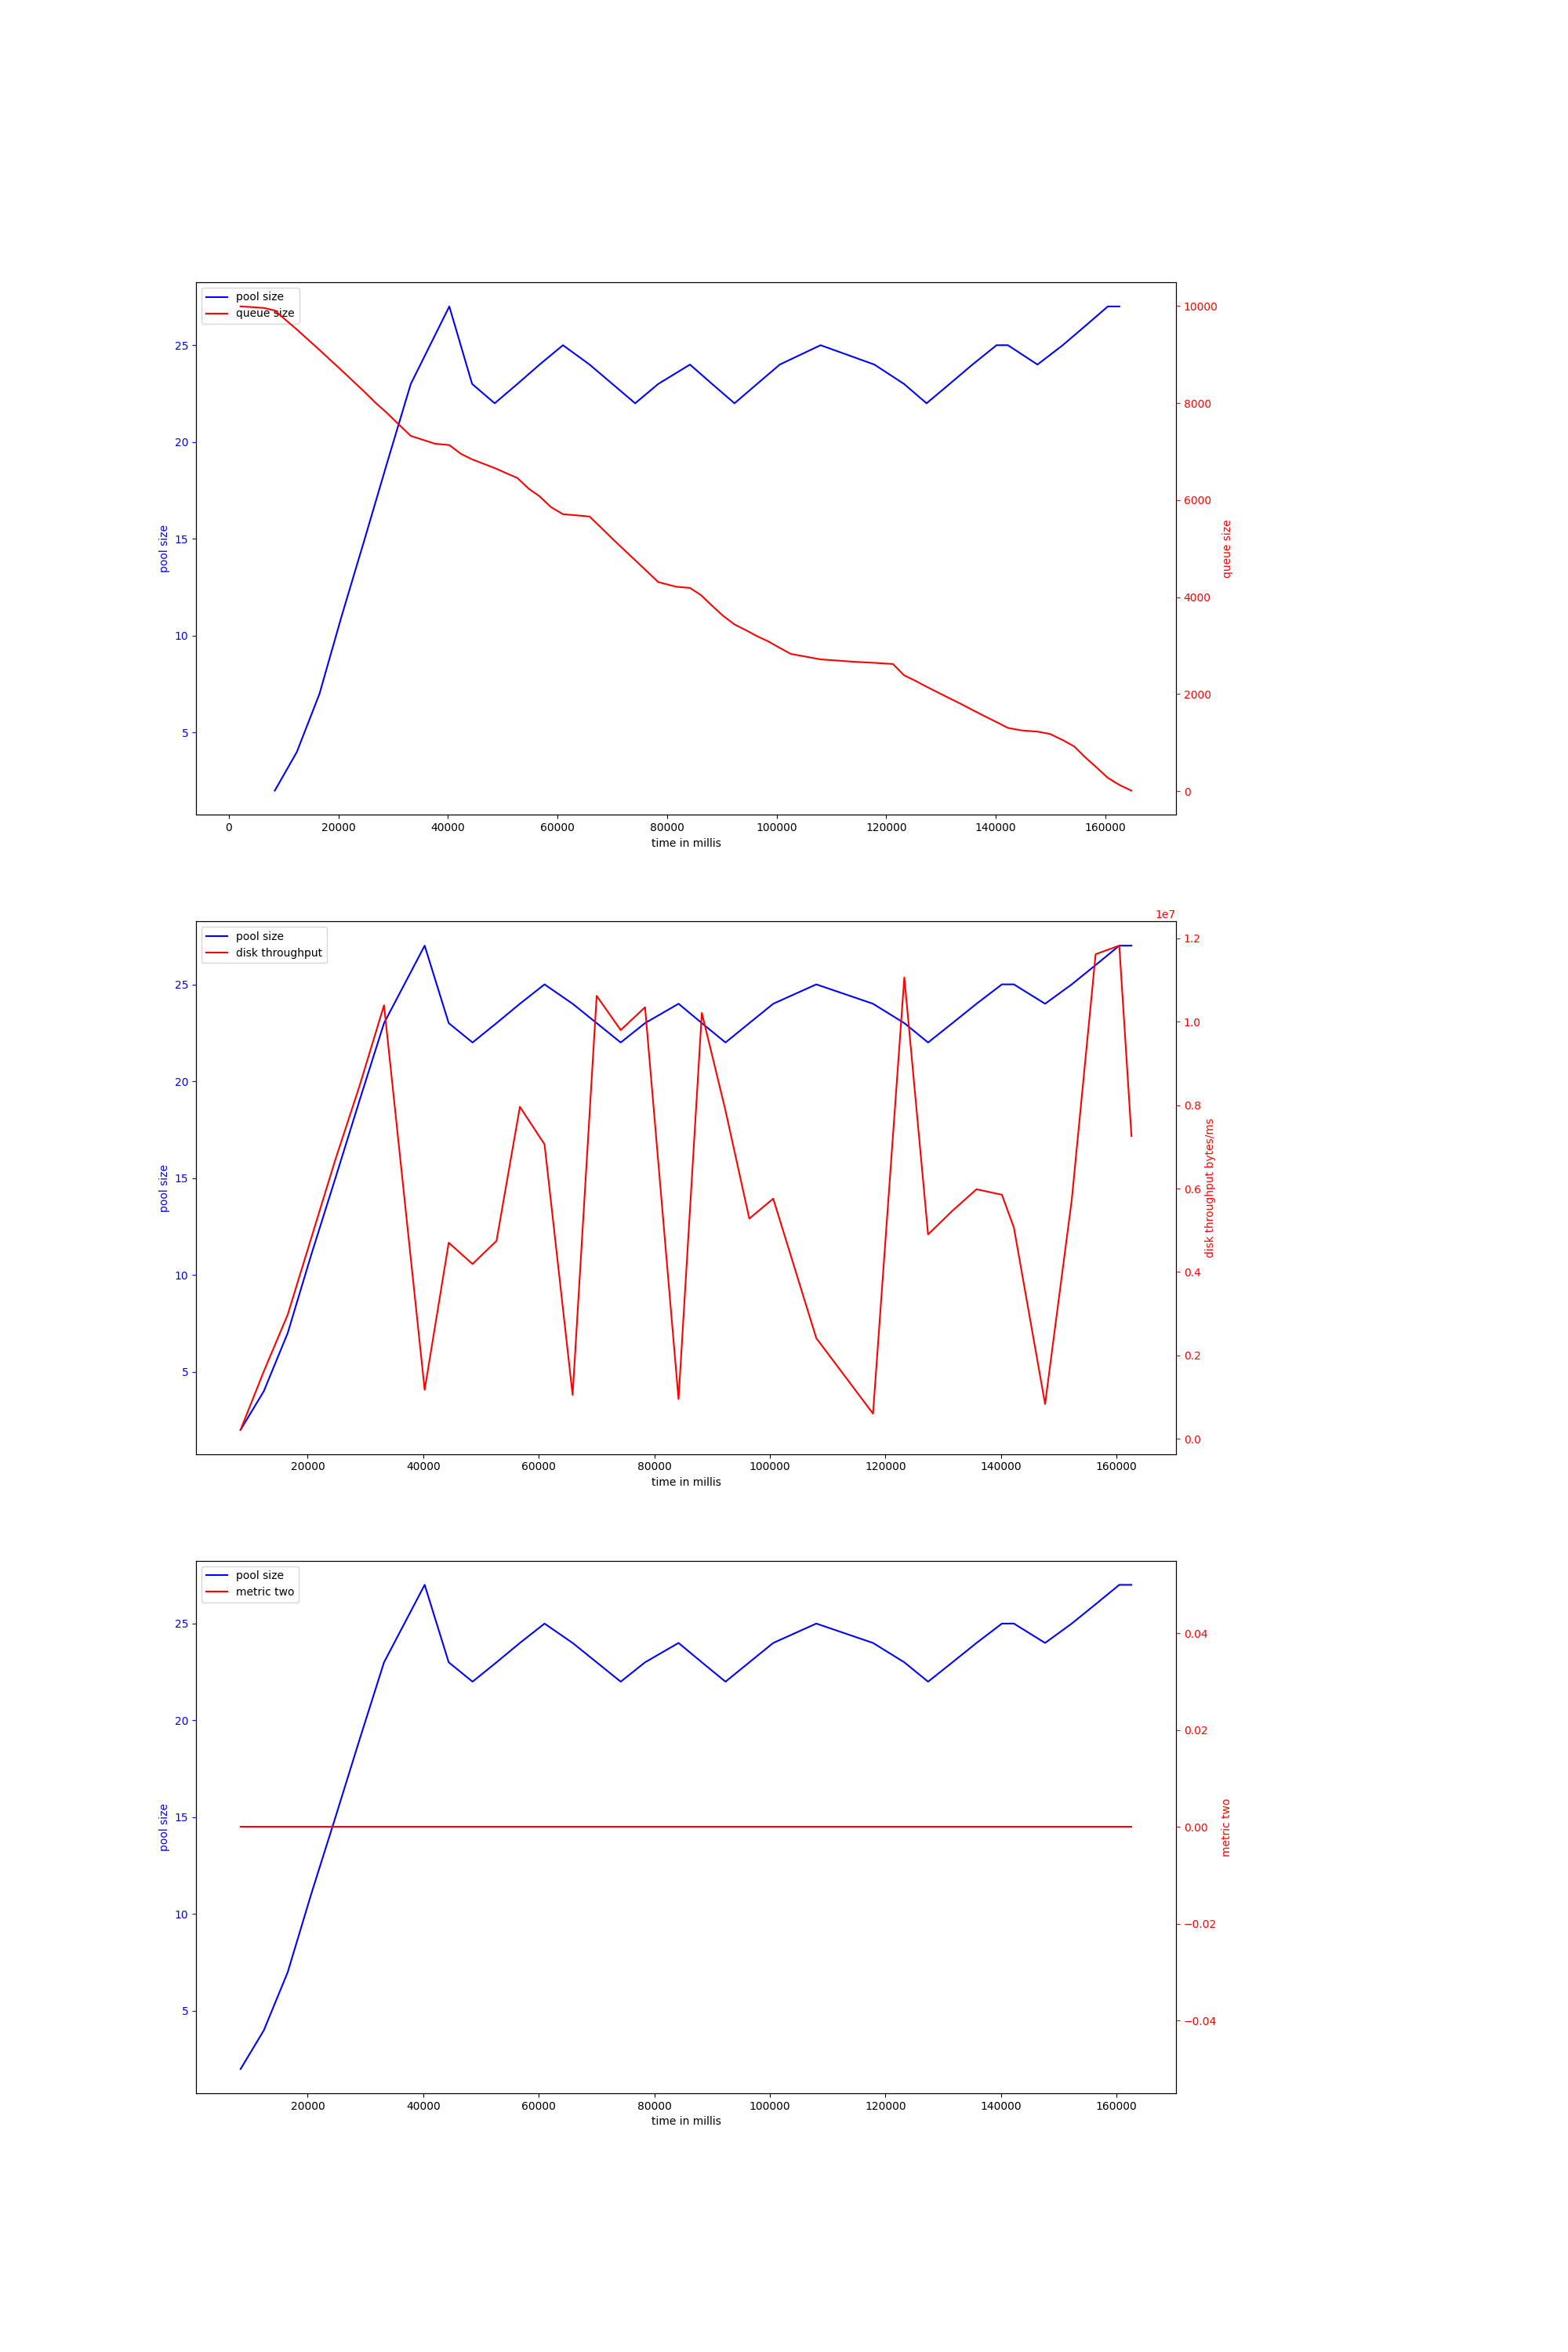 pool size
queue size
25
20
15
10
5
pool size
10000
8000
6000
4000
2000
0
queue size
0 20000 40000 60000 80000 100000 120000 140000 160000
time in millis
1e7
pool size
disk throughput
25
20
15
10
5
pool size
1.2
1.0
0.8
0.6
0.4
0.2
0.0
disk throughput bytes/ms
20000 40000 60000 80000 100000 120000 140000 160000
time in millis
pool size
metric two
25
20
15
10
5
pool size
0.04
0.02
0.00
−0.02
−0.04
metric two
20000 40000 60000 80000 100000 120000 140000 160000
time in millis